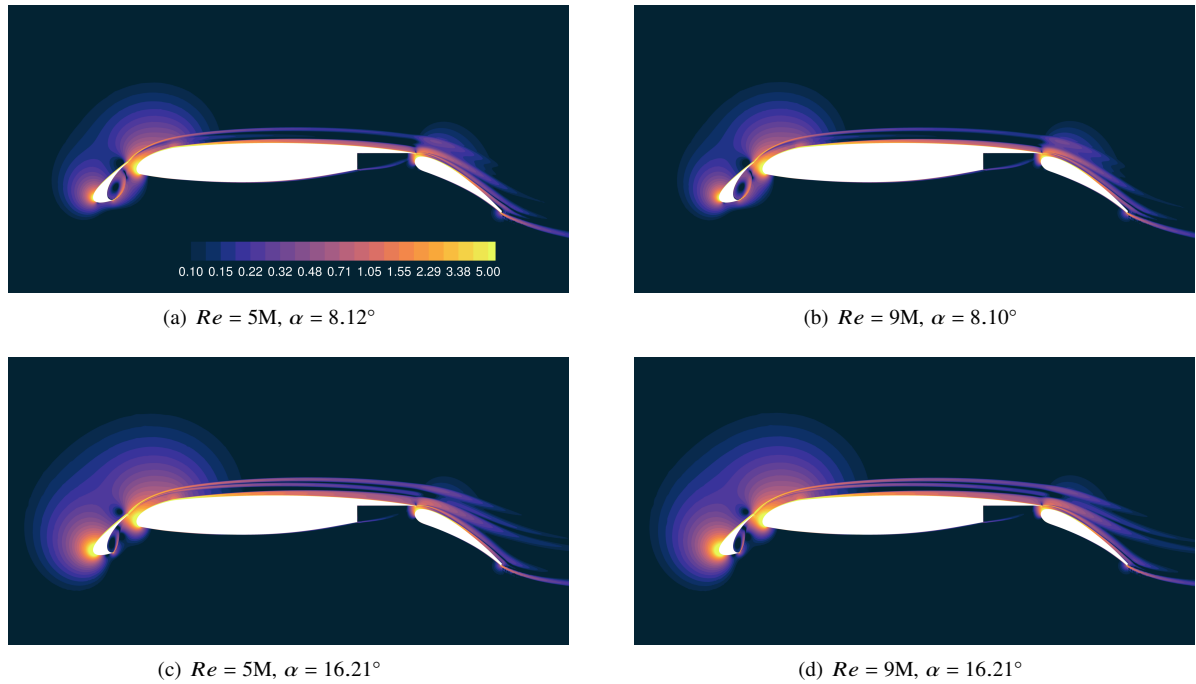 0.10 0.15 0.22 0.32 0.48 0.71 1.05 1.55 2.29 3.38 5.00
(a) Re = 5M, α = 8.12°
(b) Re = 9M, α = 8.10°
(c) Re = 5M, α = 16.21°
(d) Re = 9M, α = 16.21°